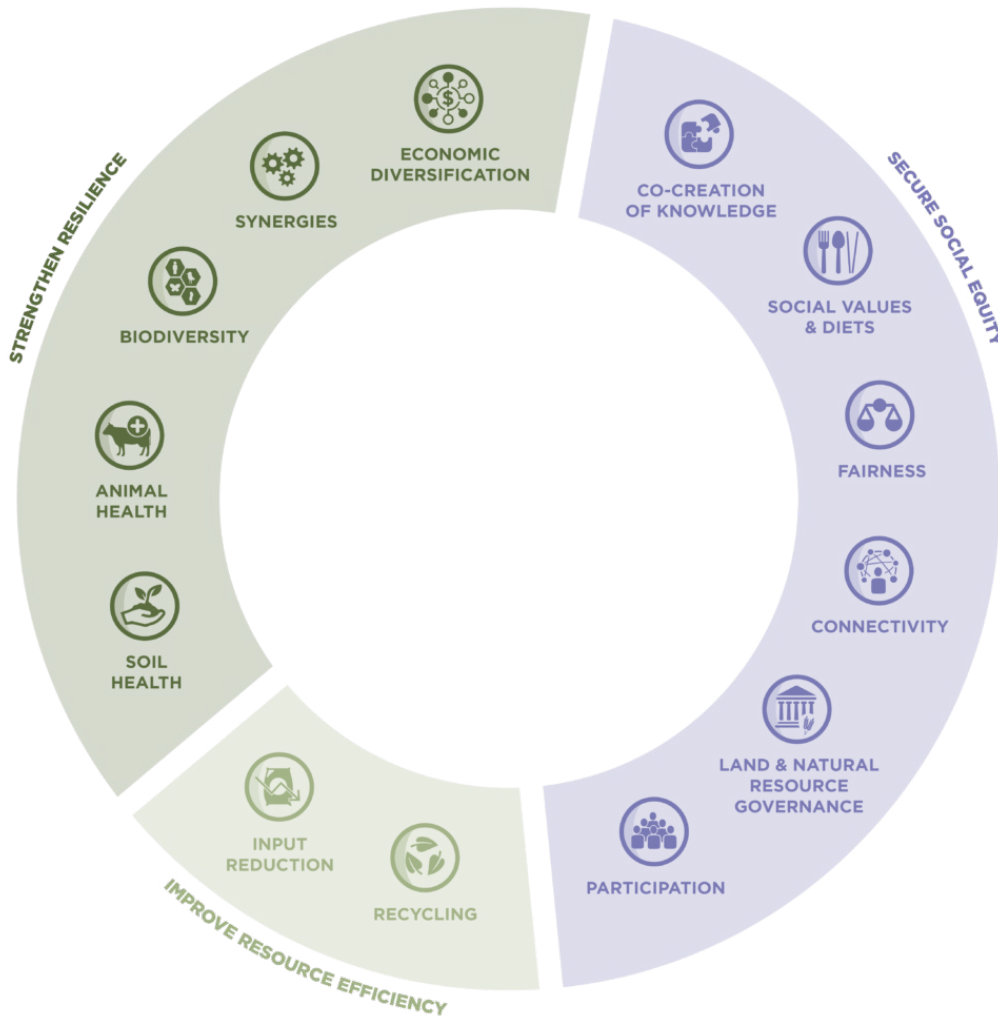 STRENGTHEN RESILIENCE
ECONOMIC
DIVERSIFICATION
SYNERGIES
BIODIVERSITY
ANIMAL
HEALTH
SOIL
HEALTH
SECURE SOCIAL EQUITY
CO-CREATION
OF KNOWLEDGE
SOCIAL VALUES
& DIETS
FAIRNESS
CONNECTIVITY
LAND & NATURAL
RESOURCE
GOVERNANCE
PARTICIPATION
IMPROVE RESOURCE EFFICIENCY
INPUT
REDUCTION
RECYCLING
$